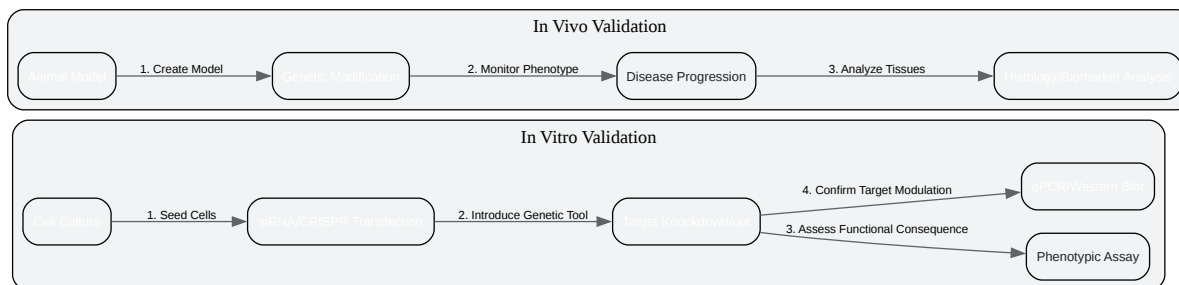 In Vivo Validation
Animal Model
1. Create Model
Genetic Modification
2. Monitor Phenotype
Disease Progression
3. Analyze Tissues
Histology/Biomarker Analysis
In Vitro Validation
Cell Culture
1. Seed Cells
siRNA/CRISPR Transfection
2. Introduce Genetic Tool
Target Knockdown/out
4. Confirm Target Modulation
qPCR/Western Blot
3. Assess Functional Consequence
Phenotypic Assay